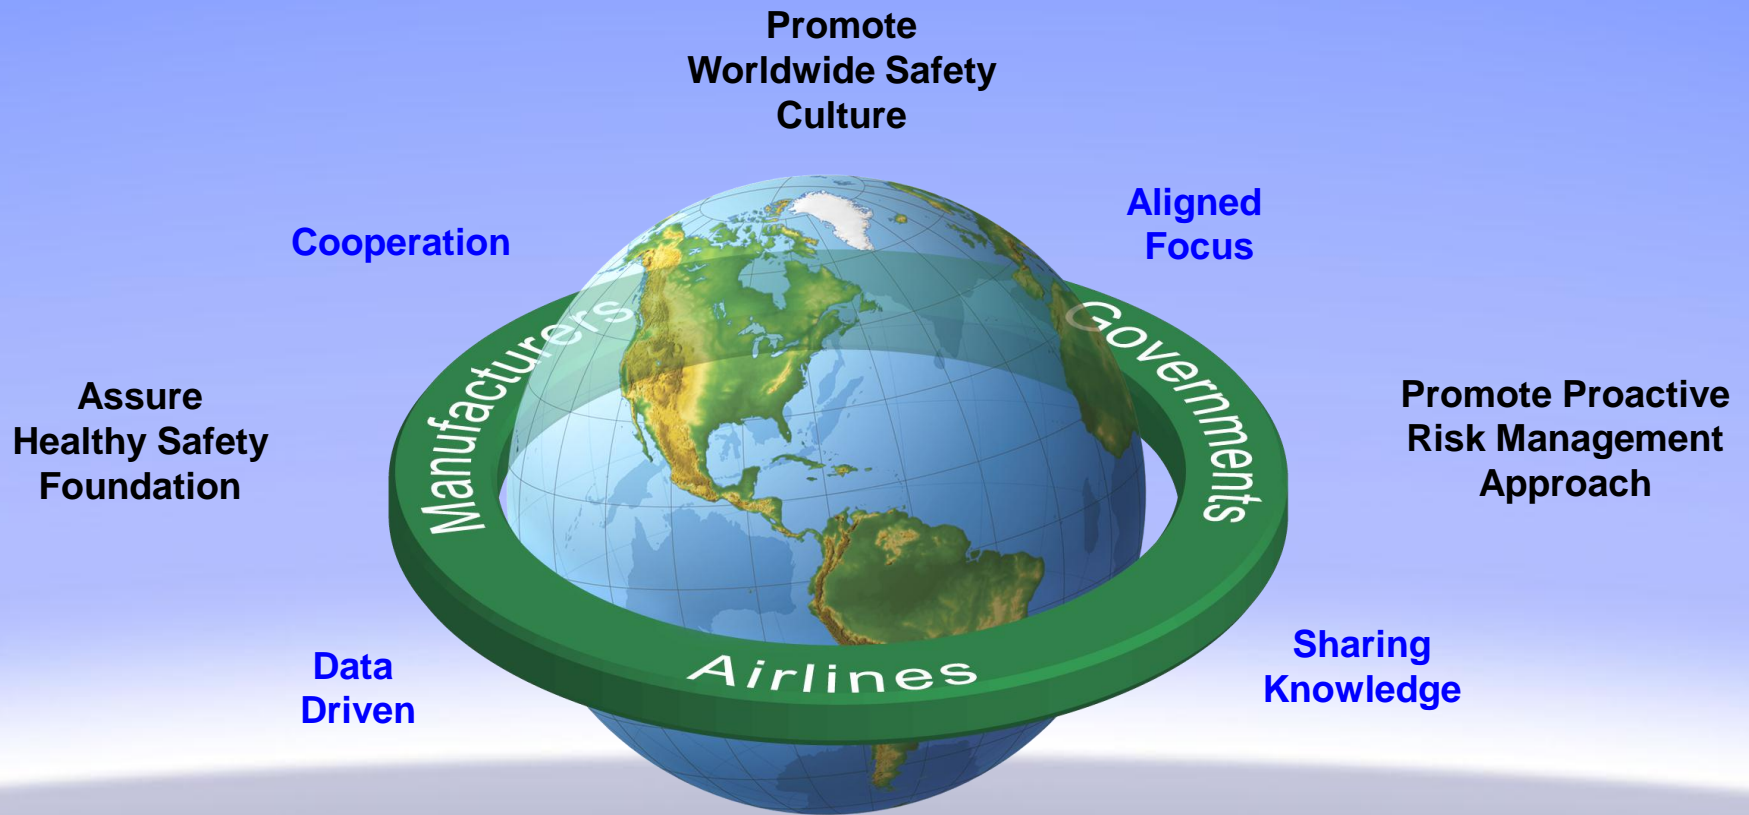 Promote
Worldwide Safety
Culture
Cooperation
Aligned
Focus
Manufacturers
Governments
Assure
Healthy Safety
Foundation
Promote Proactive
Risk Management
Approach
Data
Driven
Airlines
Sharing
Knowledge